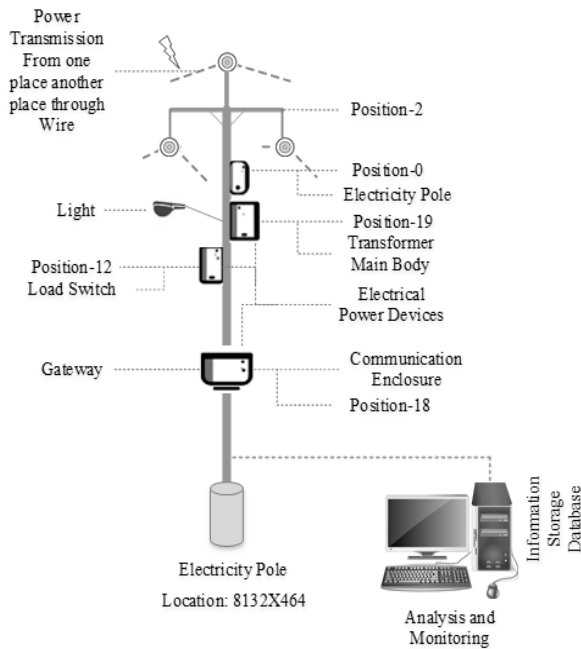 Power
Transmission
From one
place another
place through
Wire
Position-2
Position-0
Electricity Pole
Light
Position-19
Transformer
Main Body
Position-12
Load Switch
Electrical
Power Devices
Gateway
Communication
Enclosure
Position-18
Information
Storage
Database
Electricity Pole
Location: 8132X464
Analysis and
Monitoring